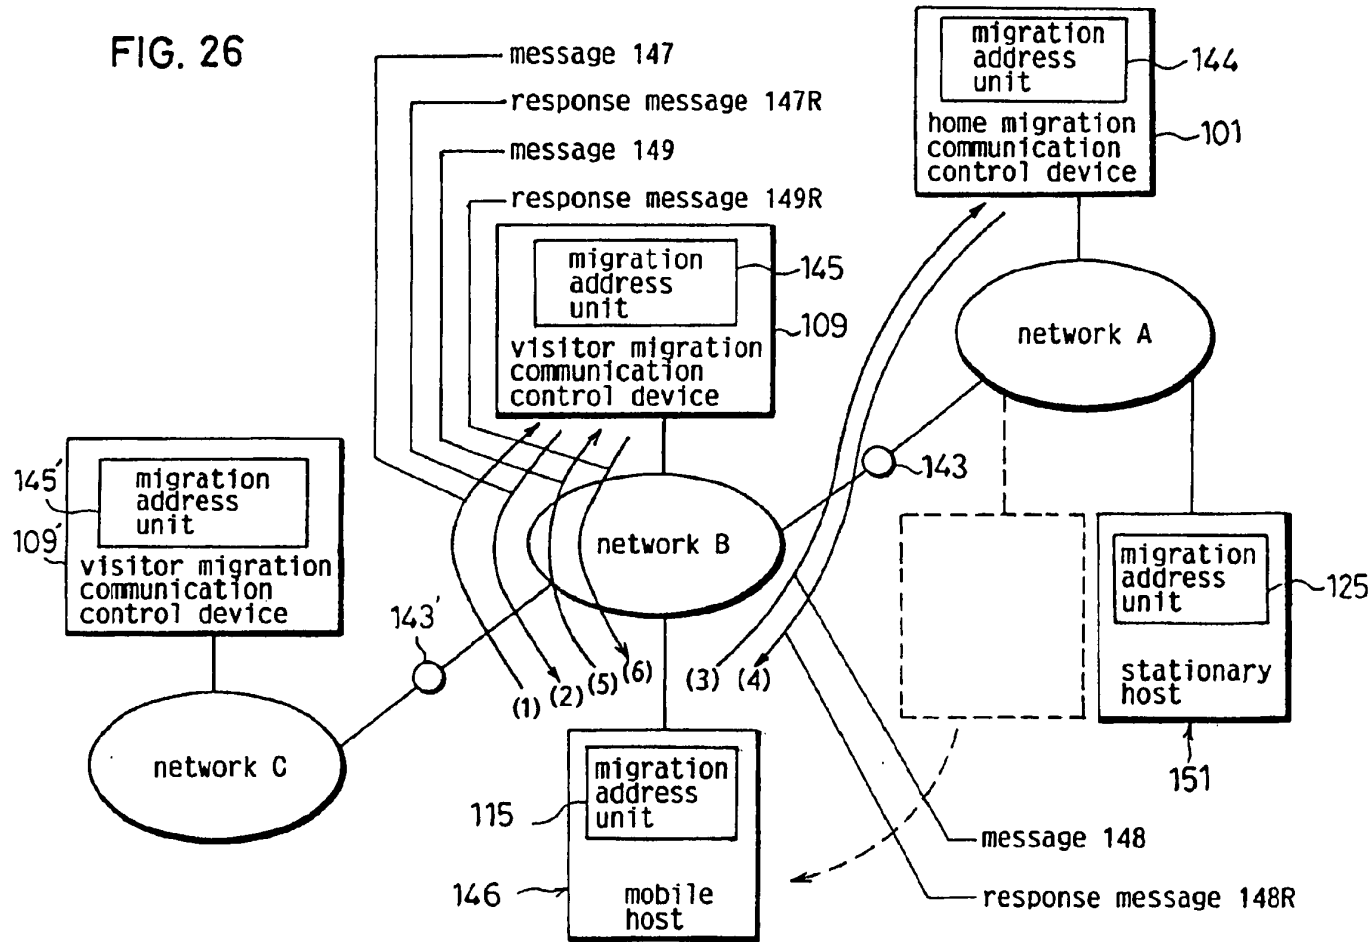 FIG. 26
message 147
response message 147R
message 149
response message 149R
migration
address
unit
144
home migration
communication
control device
101
migration
address
unit
145
visitor migration
communication
control device
109
network A
143
145'
migration
address
unit
109'
visitor migration
communication
control device
network B
143'
(1)
(2)
(5)
(6)
(3)
(4)
migration
address
unit
125
stationary
host
151
network C
115
migration
address
unit
146
mobile
host
message 148
response message 148R